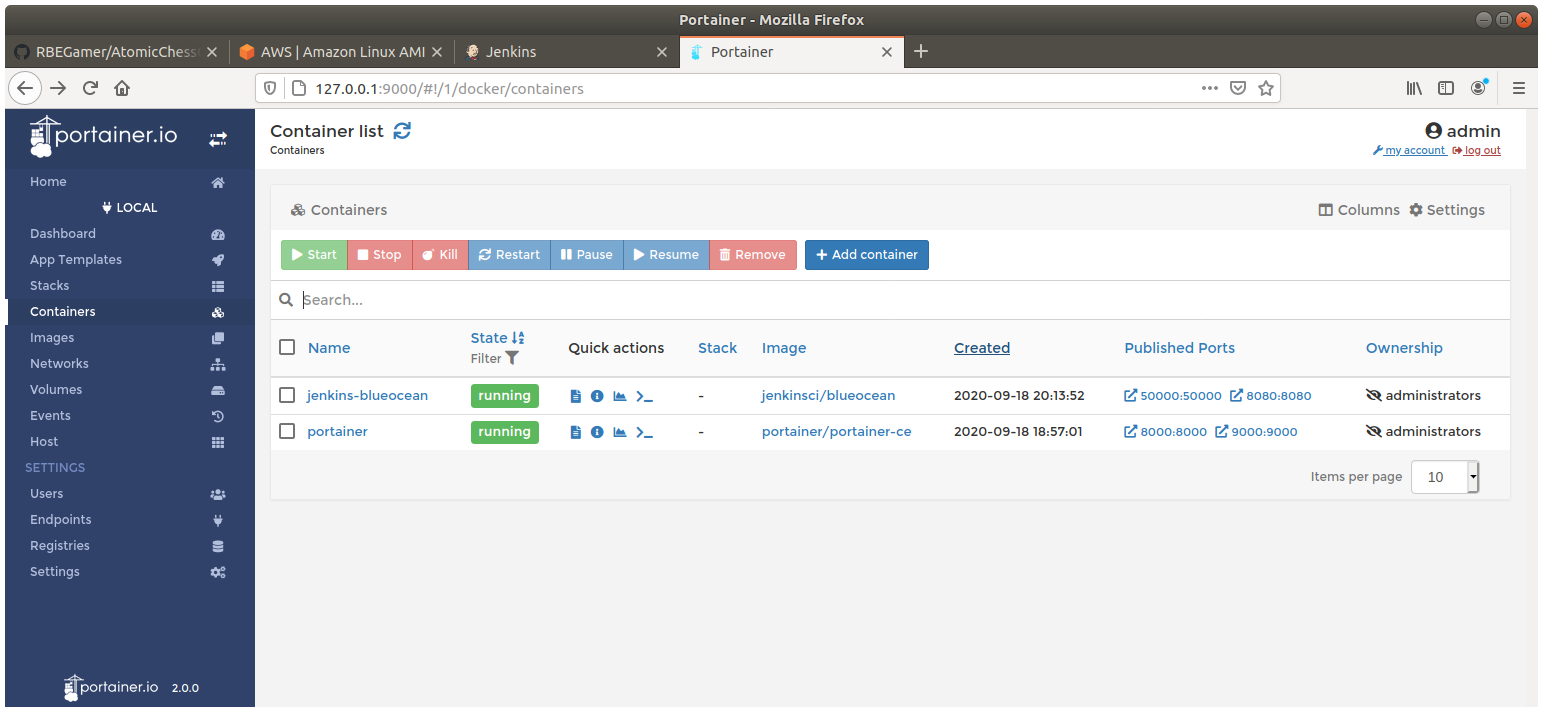 Portainer - Mozilla Firefox
RBEGamer/AtomicChess
AWS | Amazon Linux AMI
Jenkins
Portainer
127.0.0.1:9000/#!/1/docker/containers
portainer.io
Container list
Containers
admin
my account log out
Home
LOCAL
Dashboard
App Templates
Stacks
Containers
Images
Networks
Volumes
Events
Host
SETTINGS
Users
Endpoints
Registries
Settings
portainer.io 2.0.0
Containers
Columns Settings
Start Stop Kill Restart Pause Resume Remove Add container
Search...
Name State Filter Quick actions Stack Image Created Published Ports Ownership
jenkins-blueocean running - jenkinsci/blueocean 2020-09-18 20:13:52 50000:50000 8080:8080 administrators
portainer running - portainer/portainer-ce 2020-09-18 18:57:01 8000:8000 9000:9000 administrators
Items per page 10